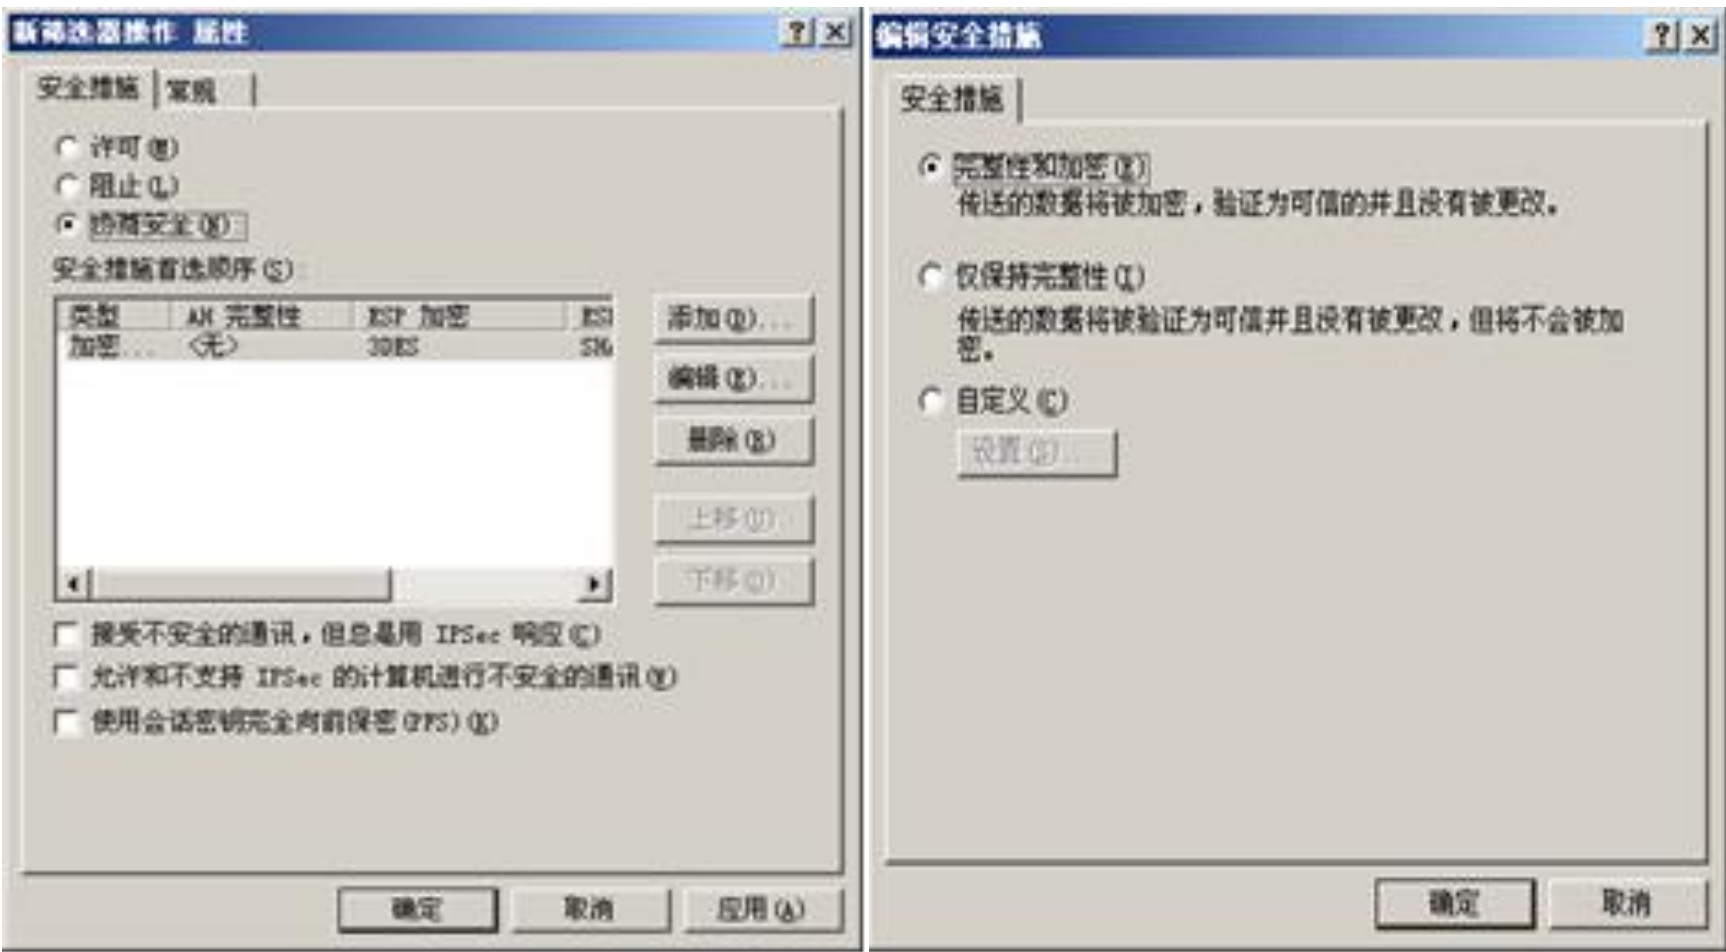 新筛选器操作 属性
安全措施 常规
许可(M)
阻止(L)
协商安全(N):
安全措施首选顺序(S):
类型 AH 完整性 ESP 加密 ESI
加密... <无> 3DES SHA
添加(D)...
编辑(E)...
删除(R)
上移(U)
下移(O)
接受不安全的通讯，但总是用 IPSec 响应(C)
允许和不支持 IPSec 的计算机进行不安全的通讯(W)
使用会话密钥完全向前保密(PFS)(K)
确定 取消 应用(A)
编辑安全措施
安全措施
完整性和加密(E)
传送的数据将被加密，验证为可信的并且没有被更改。
仅保持完整性(I)
传送的数据将被验证为可信并且没有被更改，但将不会被加
密。
自定义(C)
设置(S)...
确定 取消